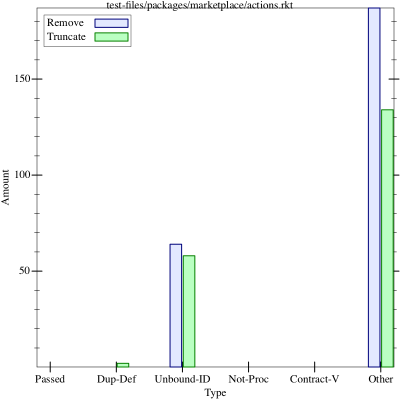 test-files/packages/marketplace/actions.rkt
Remove
Truncate
150
100
50
Amount
Passed Dup-Def Unbound-ID Not-Proc Contract-V Other
Type